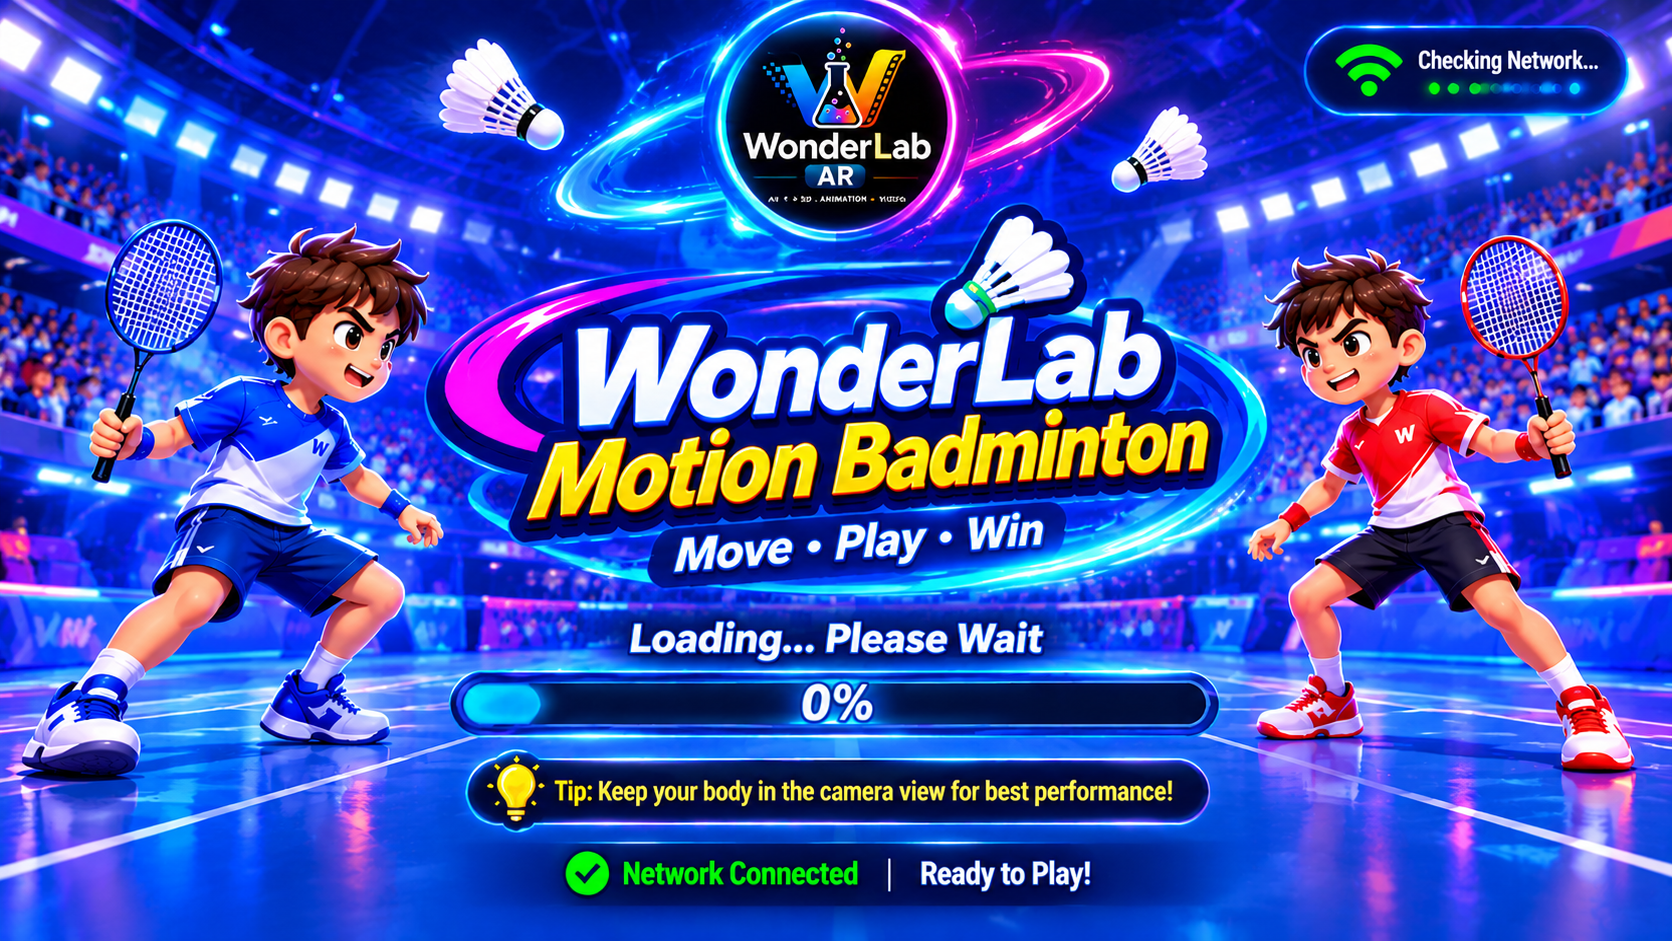 WonderLab
AR
Checking Network...
WonderLab
Motion Badminton
Move • Play • Win
W
W
Loading... Please Wait
0%
Tip: Keep your body in the camera view for best performance!
Network Connected | Ready to Play!